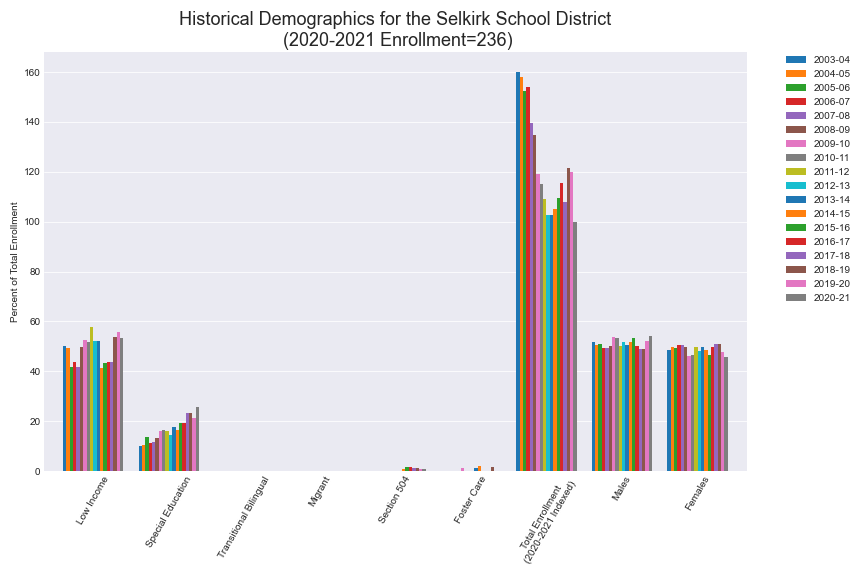 Historical Demographics for the Selkirk School District
(2020-2021 Enrollment=236)
Percent of Total Enrollment
160
140
120
100
80
60
40
20
0
Low Income
Special Education
Transitional Bilingual
Migrant
Section 504
Foster Care
Total Enrollment
(2020-2021 Indexed)
Males
Females
2003-04
2004-05
2005-06
2006-07
2007-08
2008-09
2009-10
2010-11
2011-12
2012-13
2013-14
2014-15
2015-16
2016-17
2017-18
2018-19
2019-20
2020-21